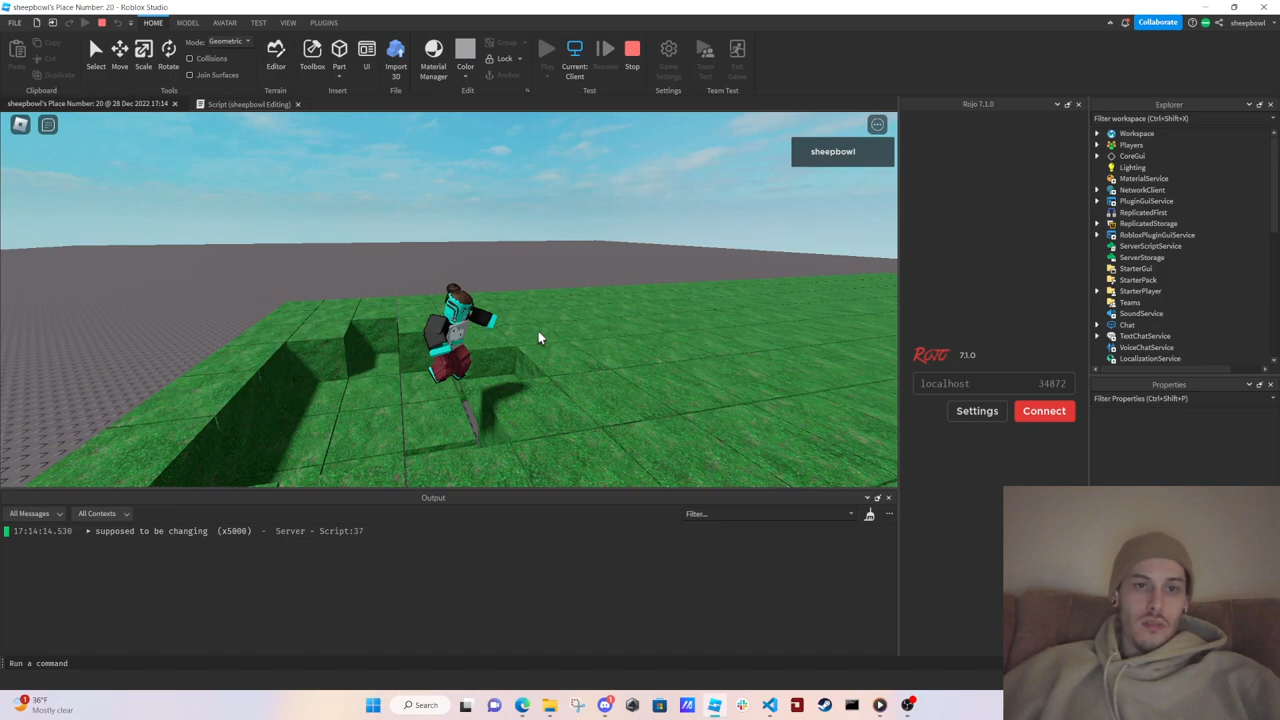 sheepbowl's Place Number: 20 - Roblox Studio
FILE HOME MODEL AVATAR TEST VIEW PLUGINS Collaborate sheepbowl
Paste Copy Cut Duplicate
Clipboard
Select Move Scale Rotate
Mode: Geometric
Collisions
Join Surfaces
Tools
Editor
Terrain
Toolbox Part UI
Insert
Import 3D
File
Material Manager Color
Group
Lock
Anchor
Edit
Play Current: Client Resume Stop
Test
Game Settings
Settings
Team Test Exit Game
Team Test
sheepbowl's Place Number: 20 @ 28 Dec 2022 17:14 Script (sheepbowl Editing)
sheepbowl
Output
All Messages All Contexts Filter...
17:14:14.530 supposed to be changing (x5000) - Server - Script:37
Run a command
Rojo 7.1.0
Rojo 7.1.0
localhost 34872
Settings Connect
Explorer
Filter workspace (Ctrl+Shift+X)
Workspace
Players
CoreGui
Lighting
MaterialService
NetworkClient
PluginGuiService
ReplicatedFirst
ReplicatedStorage
RobloxPluginGuiService
ServerScriptService
ServerStorage
StarterGui
StarterPack
StarterPlayer
Teams
SoundService
Chat
TextChatService
VoiceChatService
LocalizationService
Properties
Filter Properties (Ctrl+Shift+P)
1
36°F
Mostly clear
Search
1